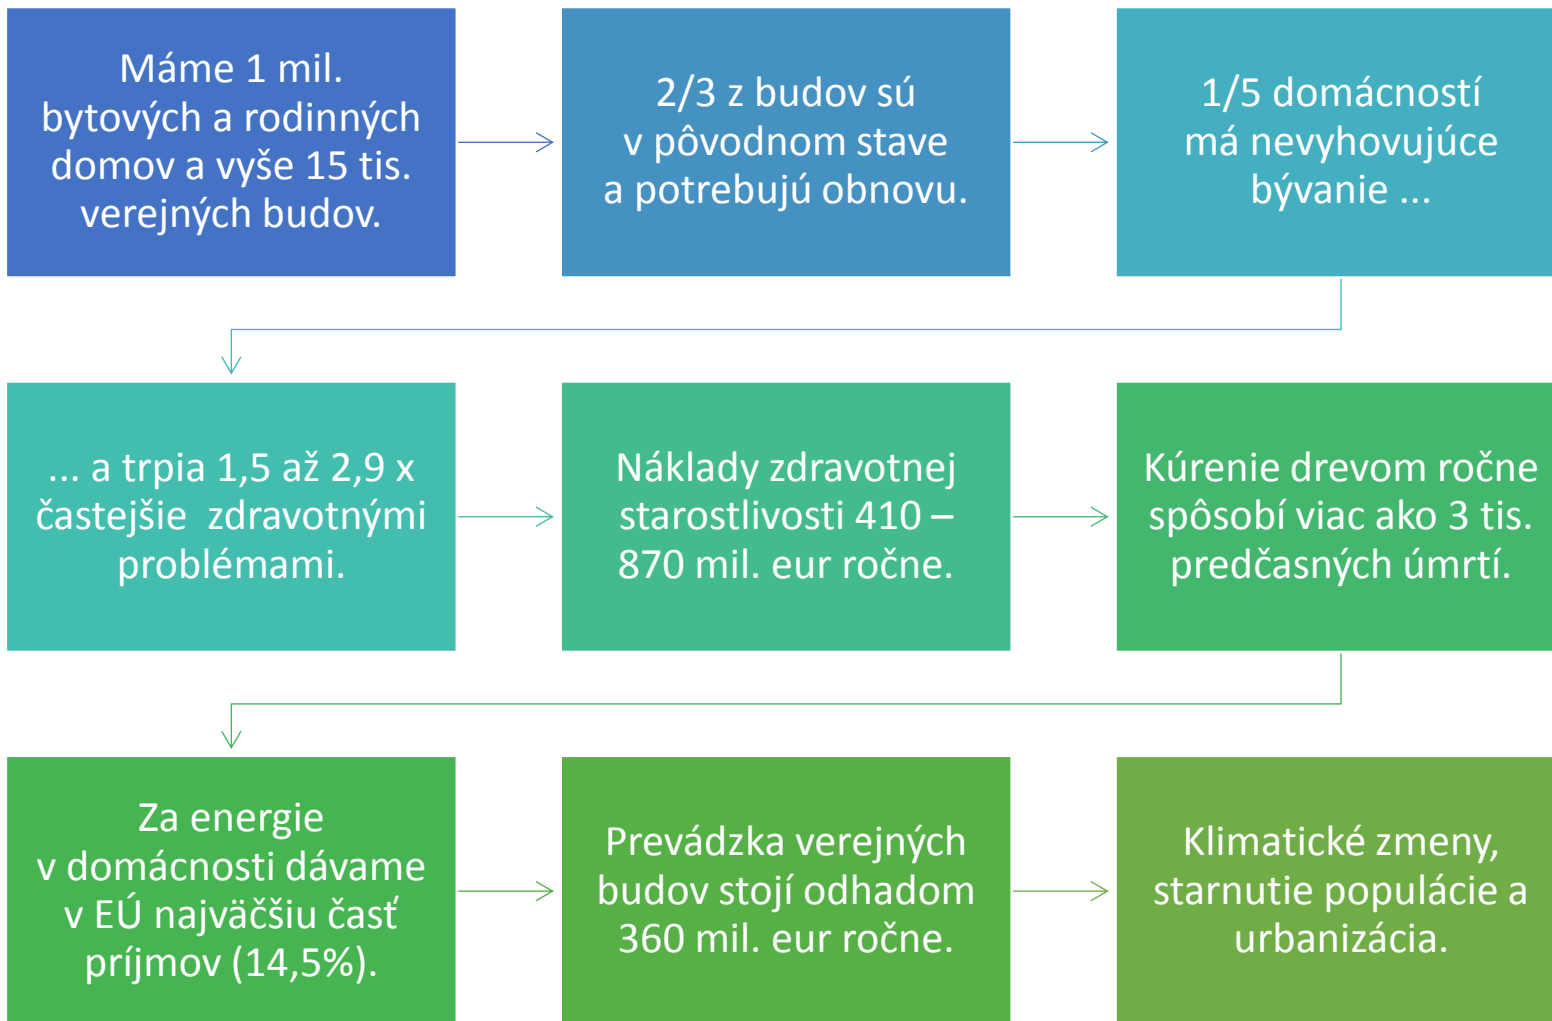 Máme 1 mil.
bytových a rodinných
domov a vyše 15 tis.
verejných budov.
2/3 z budov sú
v pôvodnom stave
a potrebujú obnovu.
1/5 domácností
má nevyhovujúce
bývanie ...
... a trpia 1,5 až 2,9 x
častejšie  zdravotnými
problémami.
Náklady zdravotnej
starostlivosti 410 –
870 mil. eur ročne.
Kúrenie drevom ročne
spôsobí viac ako 3 tis.
predčasných úmrtí.
Za energie
v domácnosti dávame
v EÚ najväčšiu časť
príjmov (14,5%).
Prevádzka verejných
budov stojí odhadom
360 mil. eur ročne.
Klimatické zmeny,
starnutie populácie a
urbanizácia.